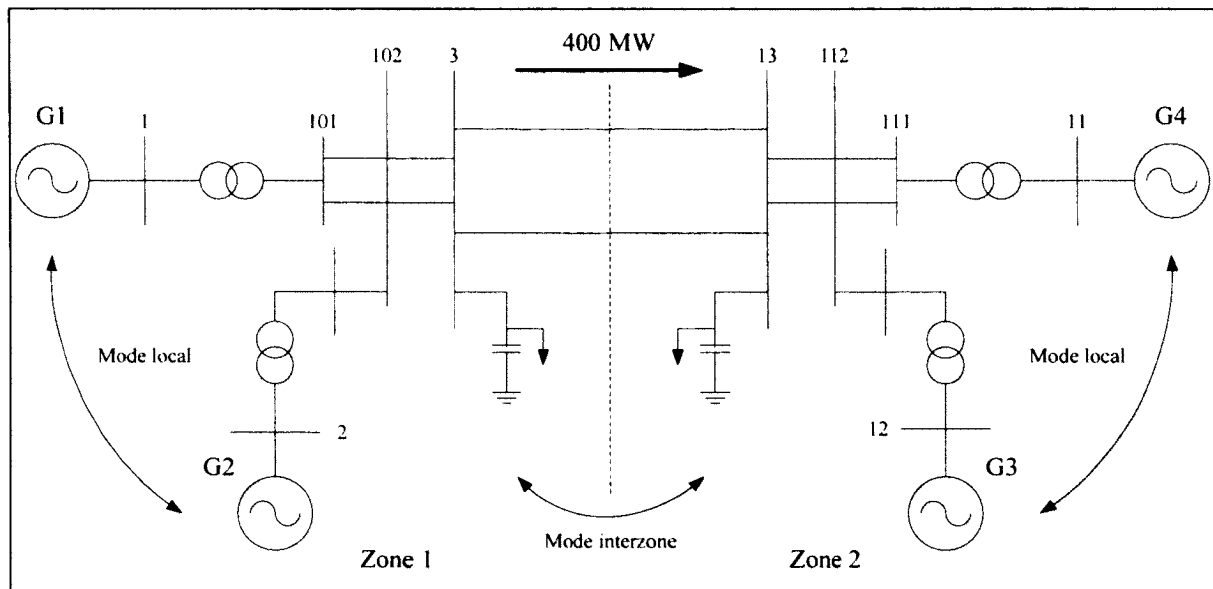 400 MW
102
3
13
112
G1
1
101
111
11
G4
Mode local
Mode local
2
12
G2
G3
Mode interzone
Zone 1
Zone 2